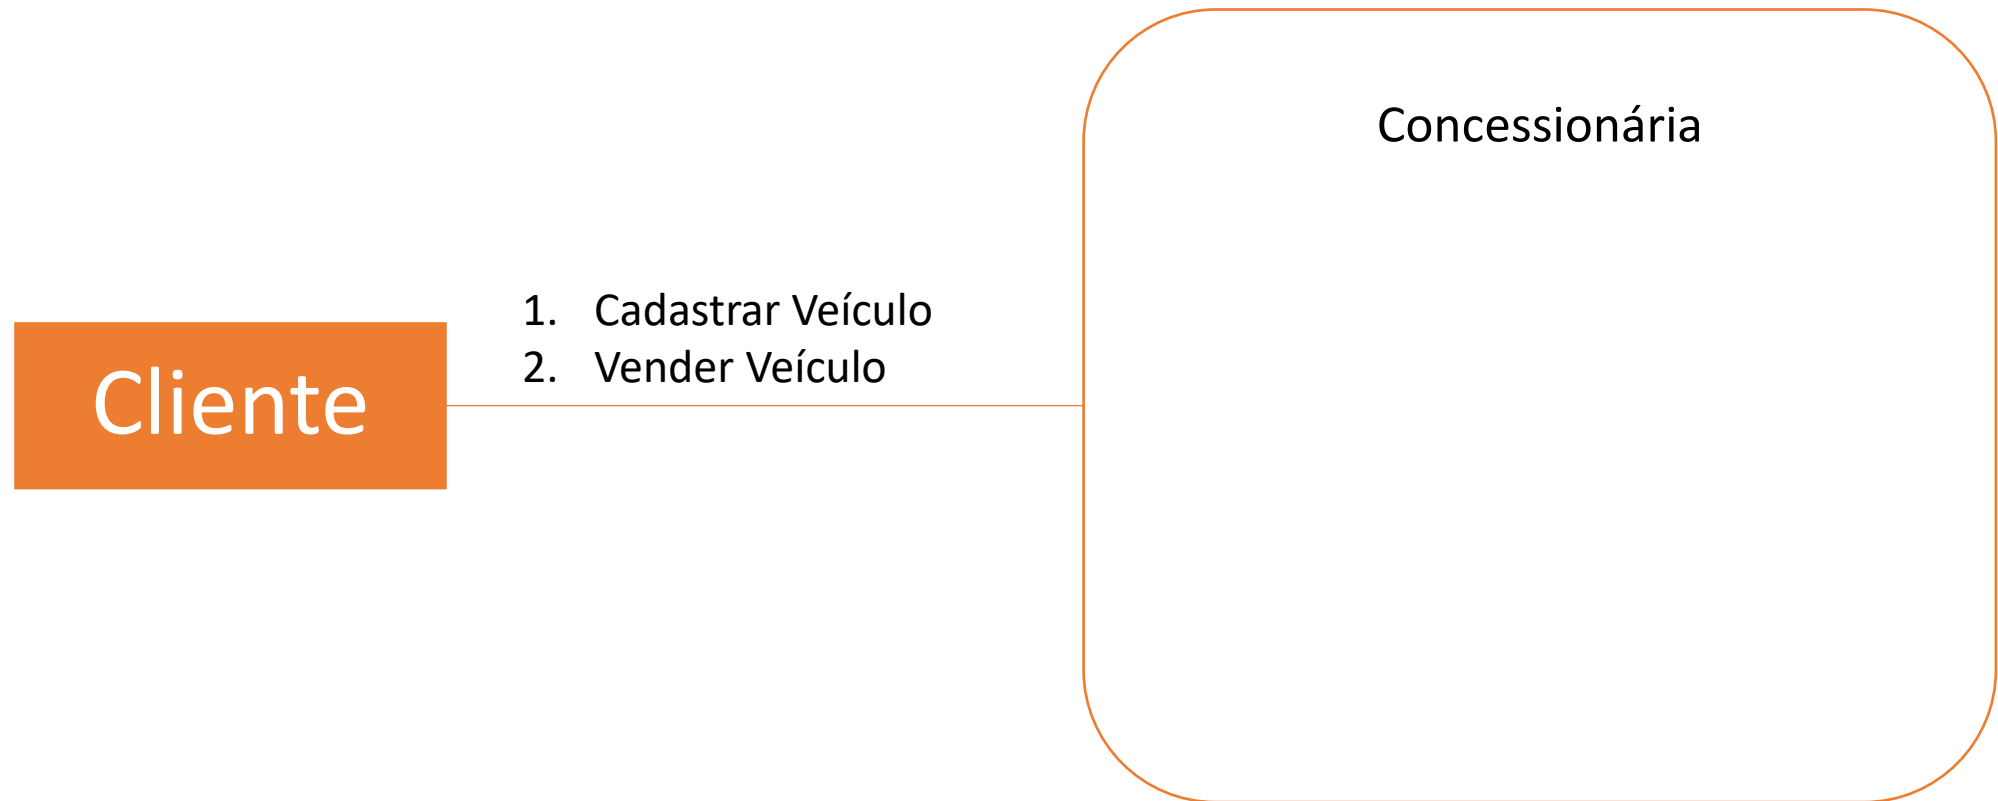 Concessionária
1. Cadastrar Veículo
2. Vender Veículo
Cliente